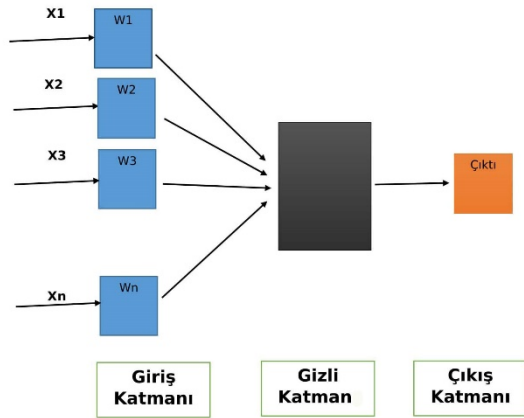 X1
W1
X2
W2
X3
W3
Çıktı
Xn
Wn
Giriş
Katmanı
Gizli
Katman
Çıkış
Katmanı